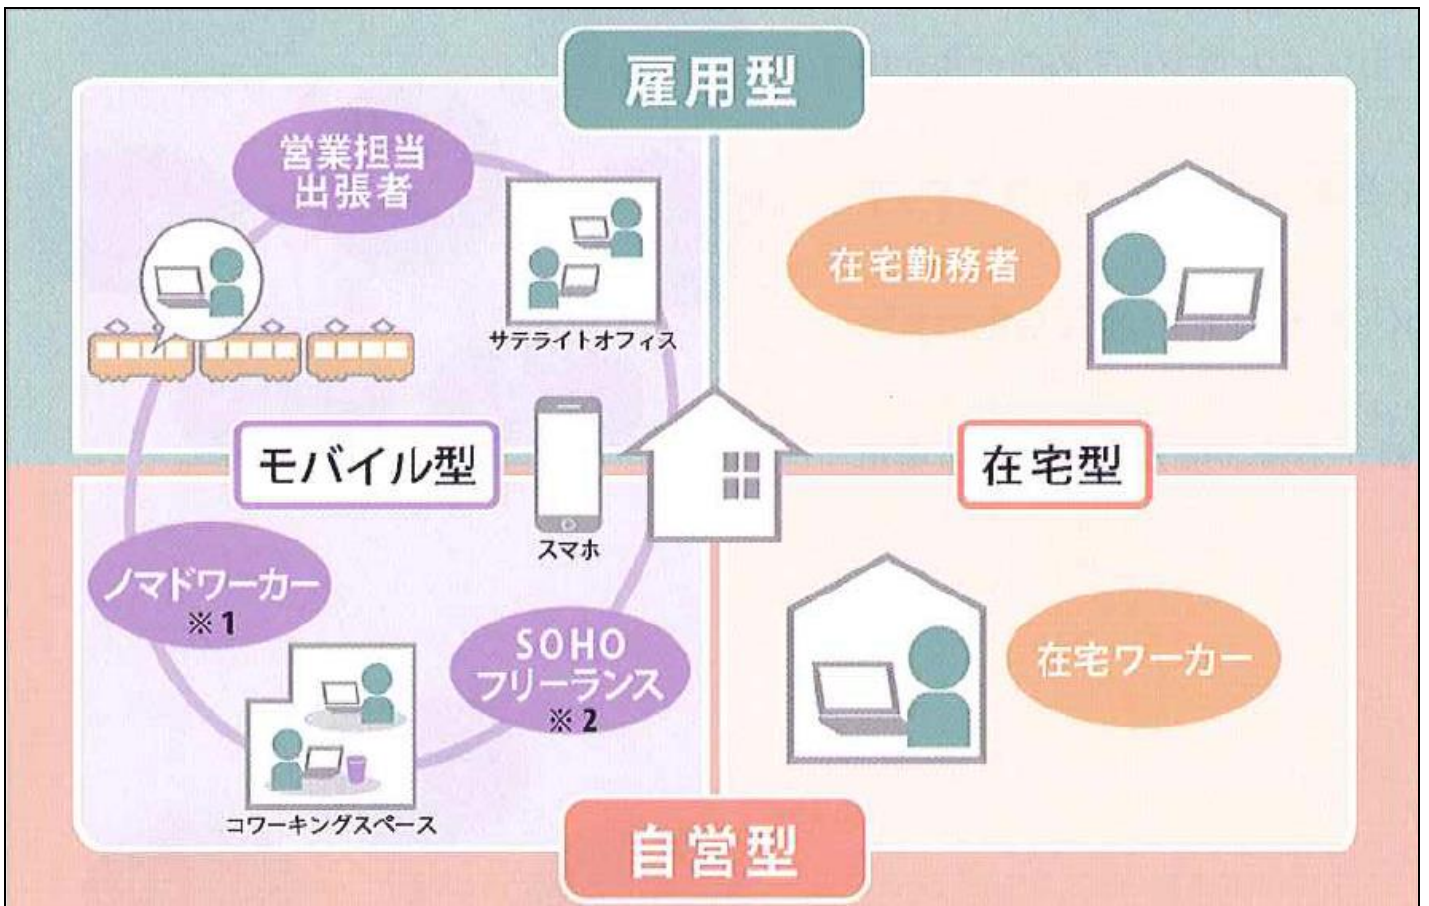 雇用型
営業担当
出張者
サテライトオフィス
在宅勤務者
モバイル型
スマホ
在宅型
ノマドワーカー
※1
SOHO
フリーランス
※2
在宅ワーカー
コワーキングスペース
自営型